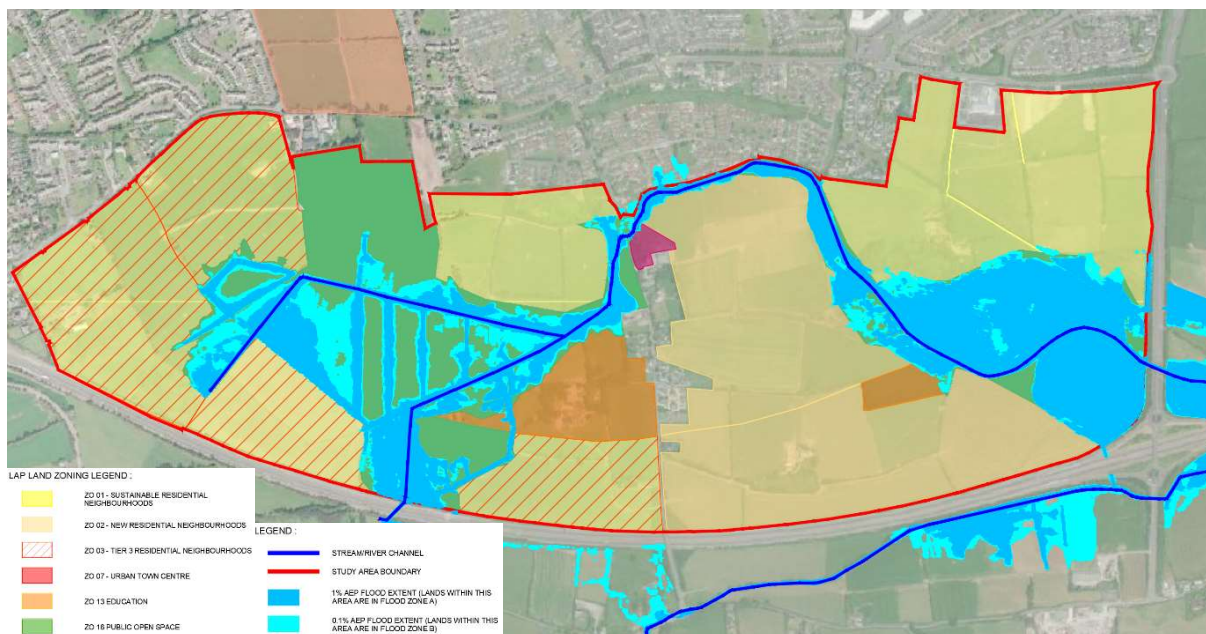 LAP LAND ZONING LEGEND :
ZO 01 - SUSTAINABLE RESIDENTIAL
NEIGHBOURHOODS
ZO 02 - NEW RESIDENTIAL NEIGHBOURHOODS
ZO 03 - TIER 3 RESIDENTIAL NEIGHBOURHOODS
ZO 07 - URBAN TOWN CENTRE
ZO 13 EDUCATION
ZO 16 PUBLIC OPEN SPACE
LEGEND :
STREAM/RIVER CHANNEL
STUDY AREA BOUNDARY
1% AEP FLOOD EXTENT (LANDS WITHIN THIS
AREA ARE IN FLOOD ZONE A)
0.1% AEP FLOOD EXTENT (LANDS WITHIN THIS
AREA ARE IN FLOOD ZONE B)